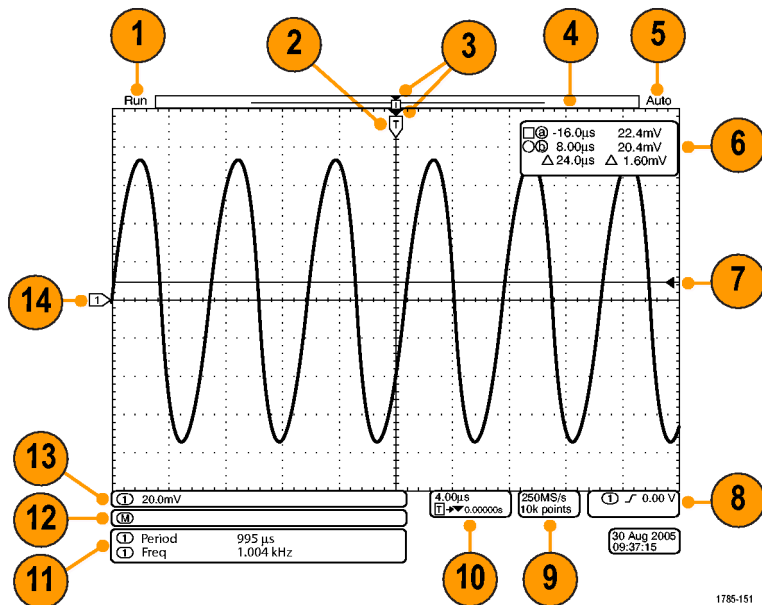 1
2
3
4
5
Run
Auto
T
T
ⓐ -16.0µs 22.4mV
ⓑ 8.00µs 20.4mV
Δ 24.0µs Δ 1.60mV
6
7
14
1
13
① 20.0mV
4.00µs
T 0.00000s
250MS/s
10k points
① 0.00 V
8
12
Ⓜ
11
① Period 995 µs
① Freq 1.004 kHz
10
9
30 Aug 2005
09:37:15
1785-151